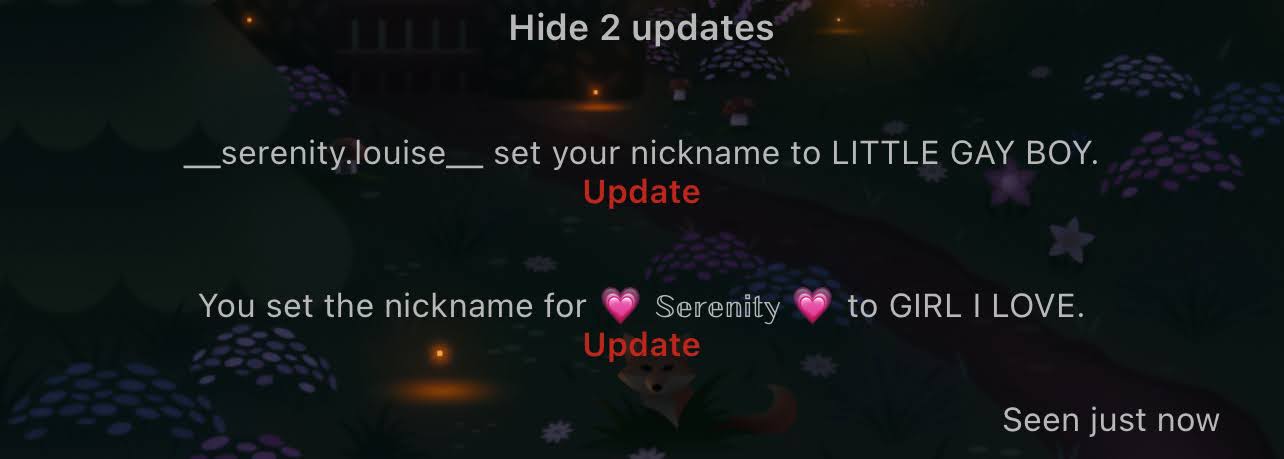 Hide 2 updates
__serenity.louise__ set your nickname to LITTLE GAY BOY.
Update
You set the nickname for 💗 𝕊𝕖𝕣𝕖𝕟𝕚𝕥𝕪 💗 to GIRL I LOVE.
Update
Seen just now